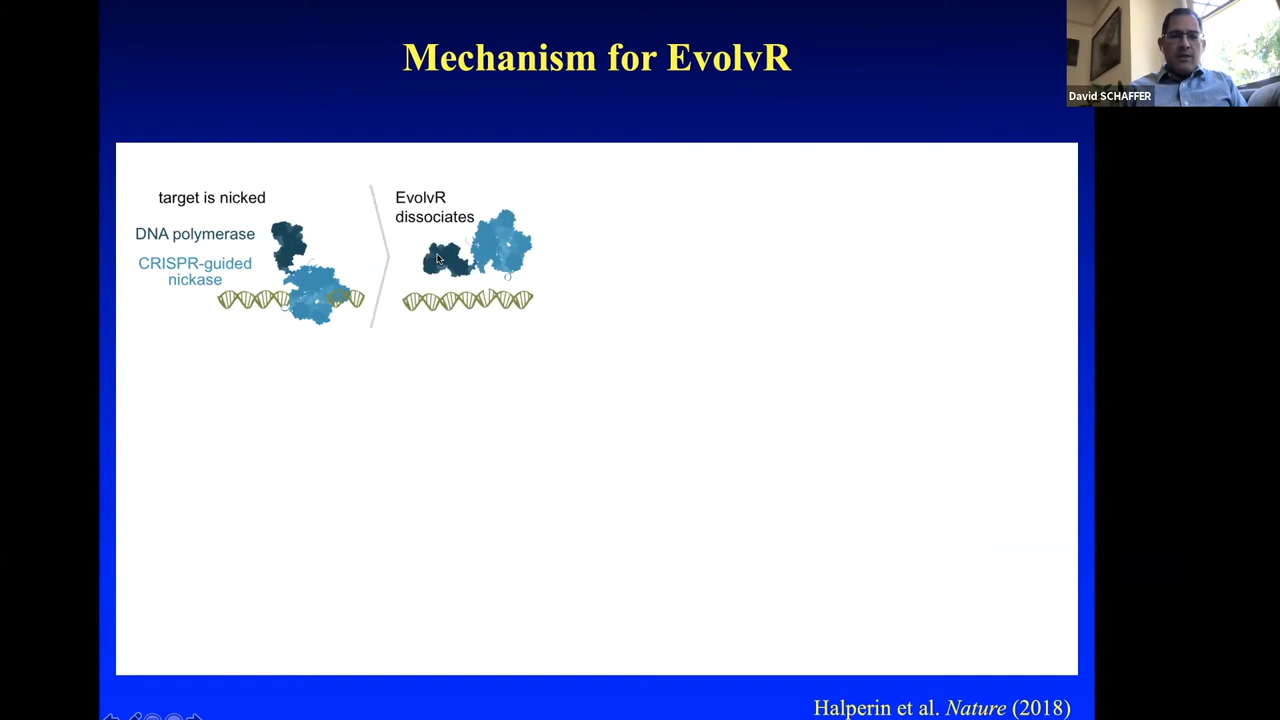 Mechanism for EvolvR
David SCHAFFER
target is nicked
DNA polymerase
CRISPR-guided
nickase
EvolvR
dissociates
Halperin et al. Nature (2018)